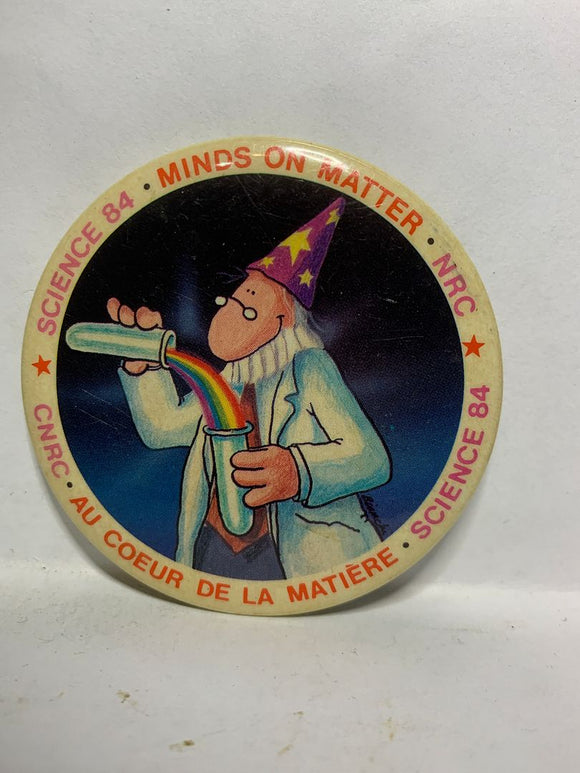 SCIENCE 84 · MINDS ON MATTER · NRC
CNRC · AU COEUR DE LA MATIÈRE · SCIENCE 84